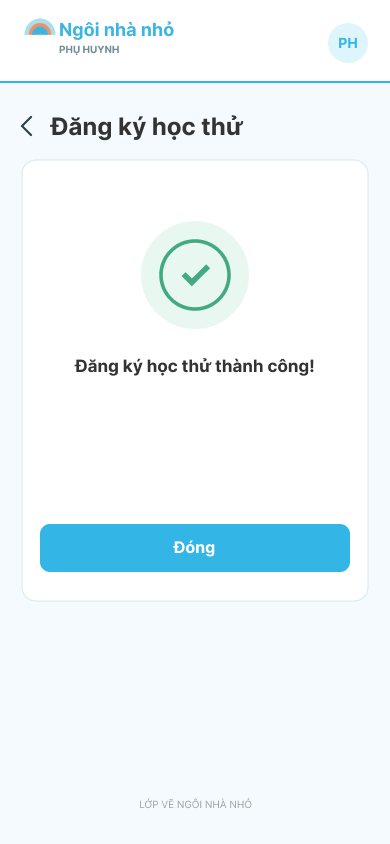 Ngôi nhà nhỏ
PHỤ HUYNH
PH
Đăng ký học thử
Đăng ký học thử thành công!
Đóng
LỚP VẼ NGÔI NHÀ NHỎ